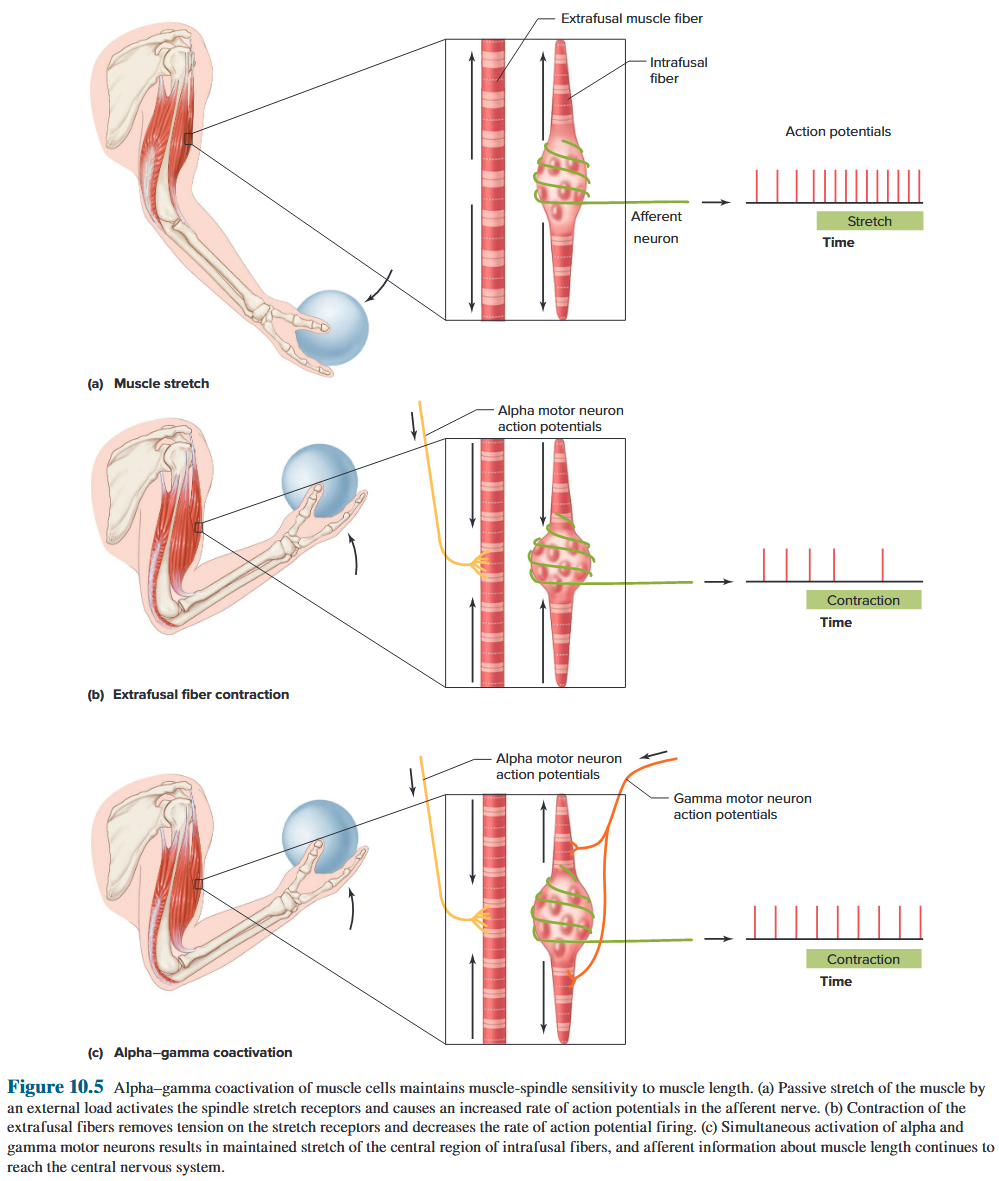 Extrafusal muscle fiber
Intrafusal
fiber
Action potentials
Afferent
neuron
Stretch
Time
(a) Muscle stretch
Alpha motor neuron
action potentials
Contraction
Time
(b) Extrafusal fiber contraction
Alpha motor neuron
action potentials
Gamma motor neuron
action potentials
Contraction
Time
(c) Alpha–gamma coactivation
Figure 10.5 Alpha–gamma coactivation of muscle cells maintains muscle-spindle sensitivity to muscle length. (a) Passive stretch of the muscle by
an external load activates the spindle stretch receptors and causes an increased rate of action potentials in the afferent nerve. (b) Contraction of the
extrafusal fibers removes tension on the stretch receptors and decreases the rate of action potential firing. (c) Simultaneous activation of alpha and
gamma motor neurons results in maintained stretch of the central region of intrafusal fibers, and afferent information about muscle length continues to
reach the central nervous system.